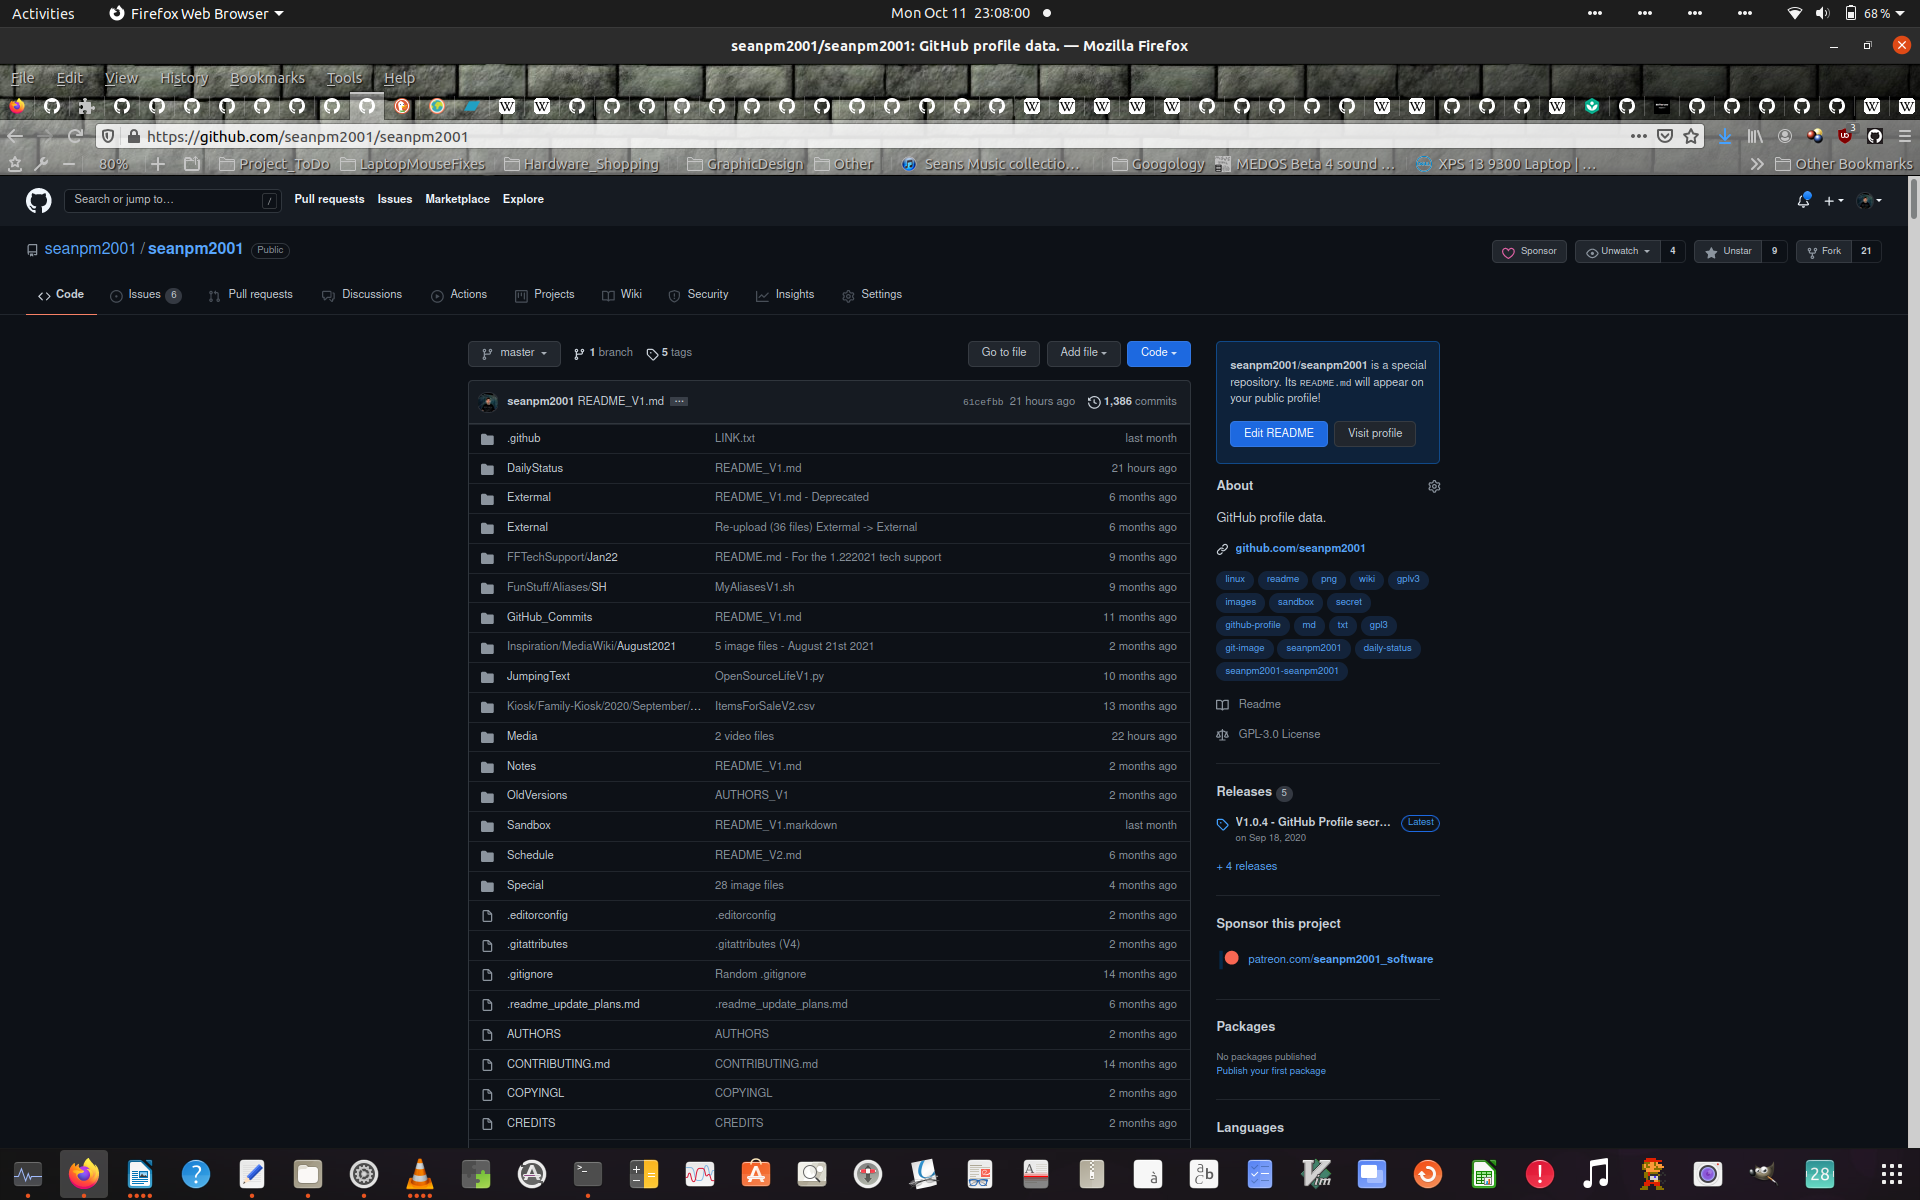 Activities
Firefox Web Browser
Mon Oct 11 23:08:00
68 %
seanpm2001/seanpm2001: GitHub profile data. — Mozilla Firefox
File Edit View History Bookmarks Tools Help
https://github.com/seanpm2001/seanpm2001
3
80%
Project_ToDo
LaptopMouseFixes
Hardware_Shopping
GraphicDesign
Other
Seans Music collectio…
Googology
MEDOS Beta 4 sound …
XPS 13 9300 Laptop | …
Other Bookmarks
Search or jump to…
/
Pull requests
Issues
Marketplace
Explore
seanpm2001 / seanpm2001
Public
Sponsor
Unwatch
4
Unstar
9
Fork
21
Code
Issues 6
Pull requests
Discussions
Actions
Projects
Wiki
Security
Insights
Settings
master
1 branch
5 tags
Go to file
Add file
Code
seanpm2001 README_V1.md
61cefbb 21 hours ago
1,386 commits
.github LINK.txt last month
DailyStatus README_V1.md 21 hours ago
Extermal README_V1.md - Deprecated 6 months ago
External Re-upload (36 files) Extermal -> External 6 months ago
FFTechSupport/Jan22 README.md - For the 1.222021 tech support 9 months ago
FunStuff/Aliases/SH MyAliasesV1.sh 9 months ago
GitHub_Commits README_V1.md 11 months ago
Inspiration/MediaWiki/August2021 5 image files - August 21st 2021 2 months ago
JumpingText OpenSourceLifeV1.py 10 months ago
Kiosk/Family-Kiosk/2020/September/… ItemsForSaleV2.csv 13 months ago
Media 2 video files 22 hours ago
Notes README_V1.md 2 months ago
OldVersions AUTHORS_V1 2 months ago
Sandbox README_V1.markdown last month
Schedule README_V2.md 6 months ago
Special 28 image files 4 months ago
.editorconfig .editorconfig 2 months ago
.gitattributes .gitattributes (V4) 2 months ago
.gitignore Random .gitignore 14 months ago
.readme_update_plans.md .readme_update_plans.md 6 months ago
AUTHORS AUTHORS 2 months ago
CONTRIBUTING.md CONTRIBUTING.md 14 months ago
COPYINGL COPYINGL 2 months ago
CREDITS CREDITS 2 months ago
seanpm2001/seanpm2001 is a special
repository. Its README.md will appear on
your public profile!
Edit README
Visit profile
About
GitHub profile data.
github.com/seanpm2001
linux readme png wiki gplv3
images sandbox secret
github-profile md txt gpl3
git-image seanpm2001 daily-status
seanpm2001-seanpm2001
Readme
GPL-3.0 License
Releases 5
V1.0.4 - GitHub Profile secr… Latest
on Sep 18, 2020
+ 4 releases
Sponsor this project
patreon.com/seanpm2001_software
Packages
No packages published
Publish your first package
Languages
28